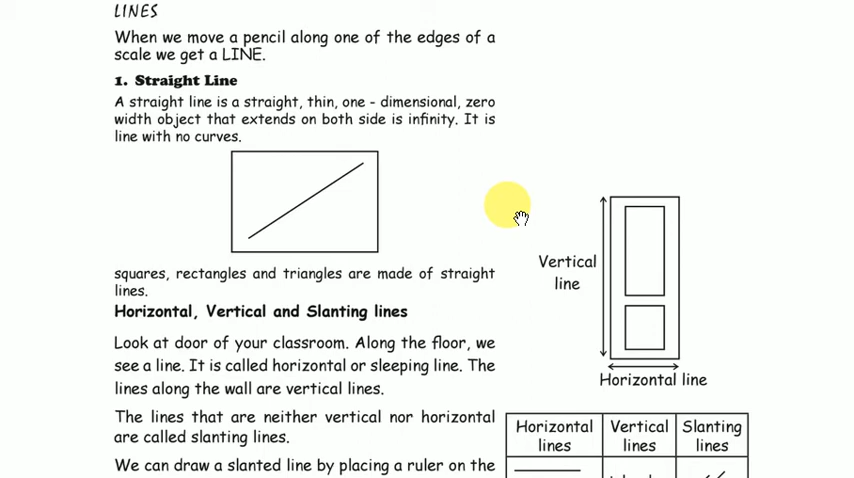 LINES
When we move a pencil along one of the edges of a
scale we get a LINE.
1. Straight Line
A straight line is a straight, thin, one - dimensional, zero
width object that extends on both side is infinity. It is
line with no curves.
squares, rectangles and triangles are made of straight
lines.
Horizontal, Vertical and Slanting lines
Look at door of your classroom. Along the floor, we
see a line. It is called horizontal or sleeping line. The
lines along the wall are vertical lines.
The lines that are neither vertical nor horizontal
are called slanting lines.
We can draw a slanted line by placing a ruler on the
Vertical
line
Horizontal line
Horizontal
lines
Vertical
lines
Slanting
lines